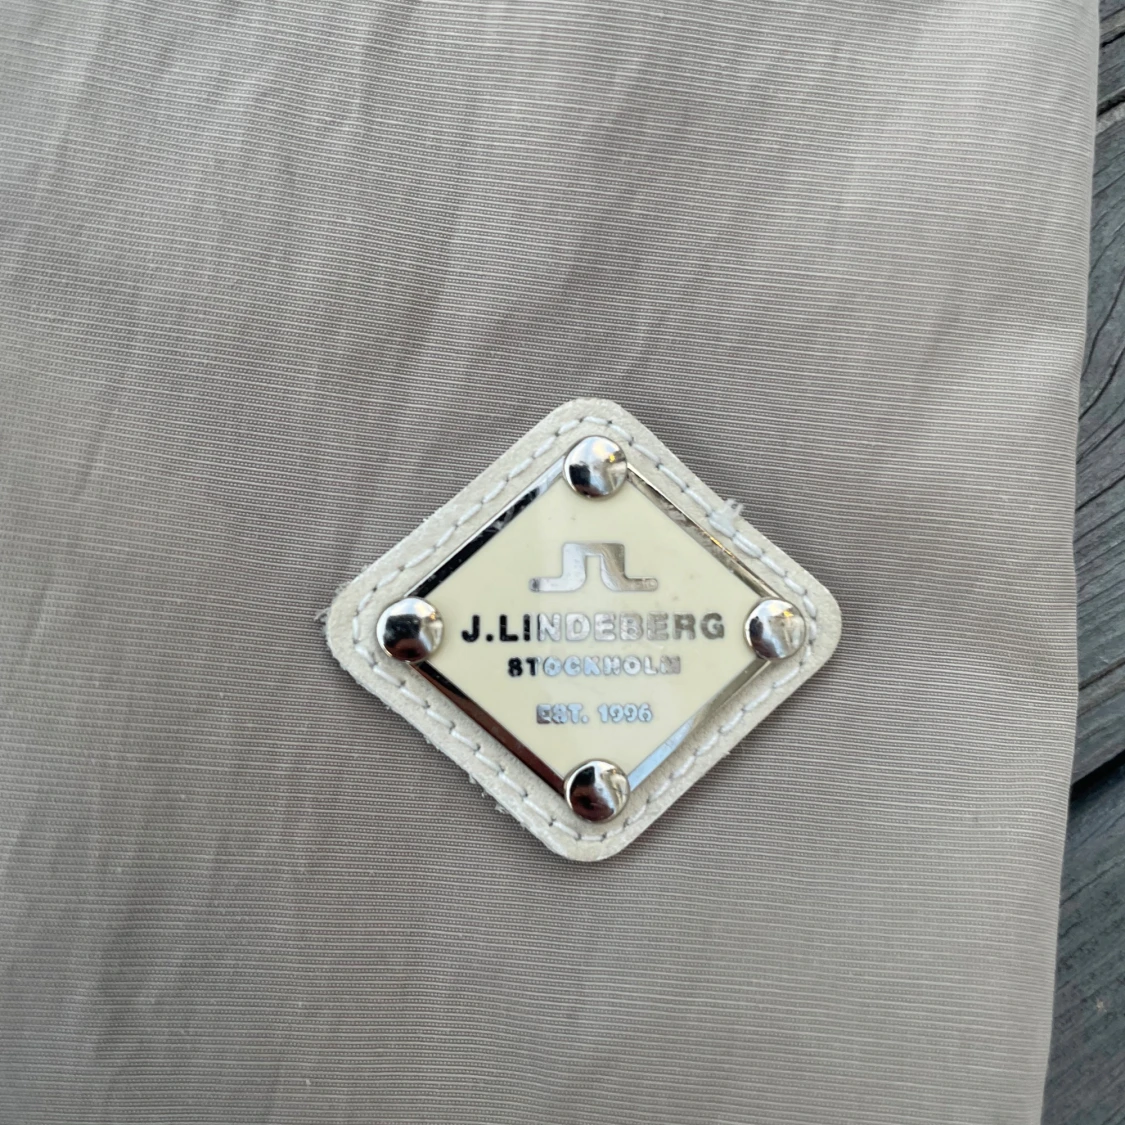 J.LINDEBERG
STOCKHOLM
EST. 1996